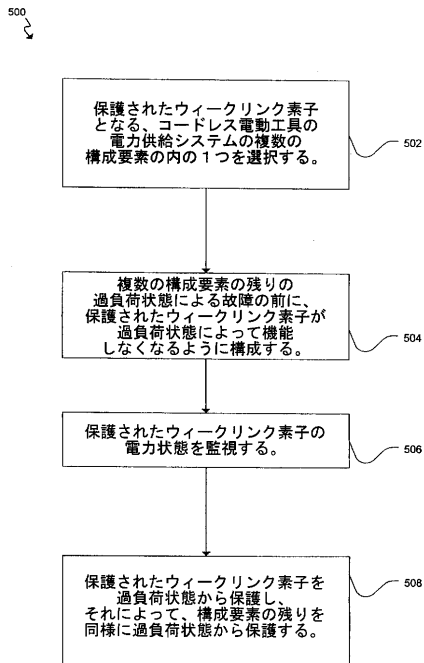 500
保護されたウィークリンク素子
となる、コードレス電動工具の
電力供給システムの複数の
構成要素の内の1つを選択する。
502
複数の構成要素の残りの
過負荷状態による故障の前に、
保護されたウィークリンク素子が
過負荷状態によって機能
しなくなるように構成する。
504
保護されたウィークリンク素子の
電力状態を監視する。
506
保護されたウィークリンク素子を
過負荷状態から保護し、
それによって、構成要素の残りを
同様に過負荷状態から保護する。
508